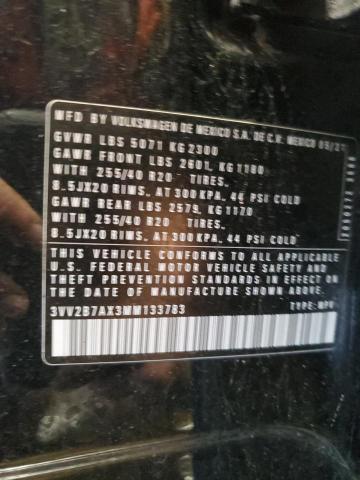 MFD BY VOLKSWAGEN DE MEXICO S.A. DE C.V. MEXICO 05/21
GVWR LBS 5071 KG 2300
GAWR FRONT LBS 2601, KG 1180
WITH 255/40 R20 TIRES,
8.5JX20 RIMS, AT 300 KPA, 44 PSI COLD
GAWR REAR LBS 2579, KG 1170
WITH 255/40 R20 TIRES,
8.5JX20 RIMS, AT 300 KPA, 44 PSI COLD
THIS VEHICLE CONFORMS TO ALL APPLICABLE
U.S. FEDERAL MOTOR VEHICLE SAFETY AND
THEFT PREVENTION STANDARDS IN EFFECT ON
THE DATE OF MANUFACTURE SHOWN ABOVE.
3VV2B7AX3MM133783 TYPE: MPV